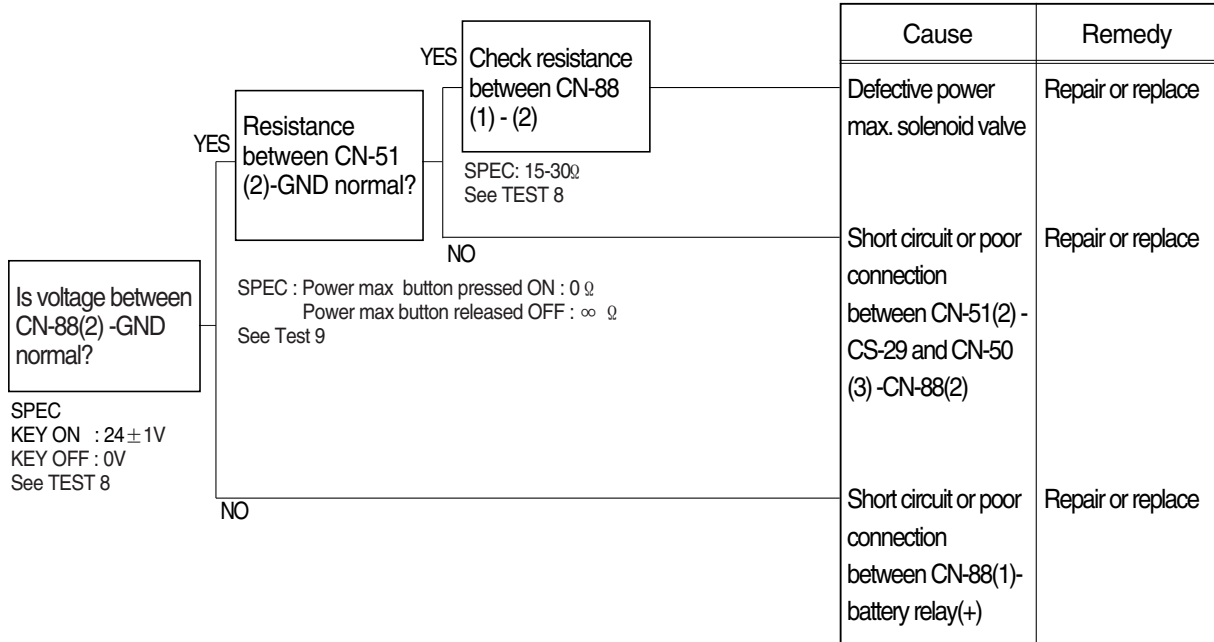 Is voltage between
CN-88(2) -GND
normal?
SPEC
KEY ON : 24±1V
KEY OFF : 0V
See TEST 8
YES
Resistance
between CN-51
(2)-GND normal?
SPEC : Power max button pressed ON : 0 Ω
Power max button released OFF : ∞ Ω
See Test 9
YES
Check resistance
between CN-88
(1) - (2)
SPEC: 15-30Ω
See TEST 8
NO
NO
Cause Remedy
Defective power Repair or replace
max. solenoid valve
Short circuit or poor Repair or replace
connection
between CN-51(2) -
CS-29 and CN-50
(3) -CN-88(2)
Short circuit or poor Repair or replace
connection
between CN-88(1)-
battery relay(+)